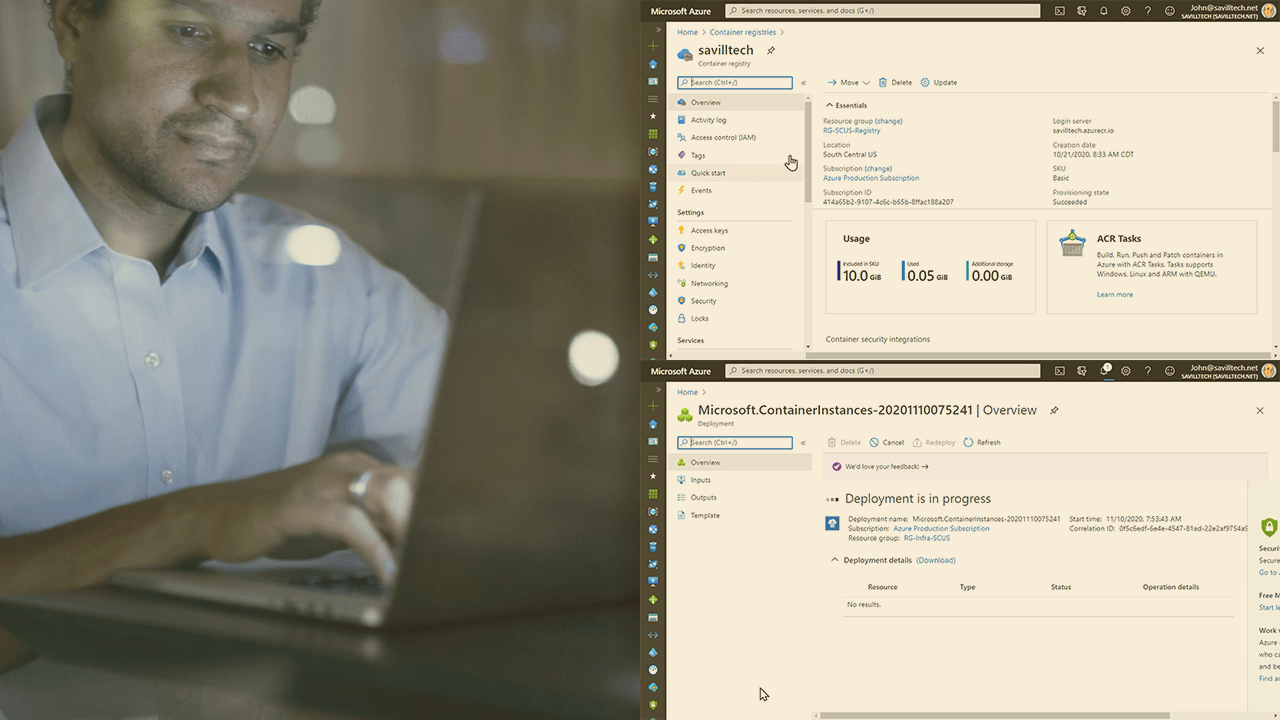 Microsoft Azure
Search resources, services, and docs (G+/)
John@savilltech.net
SAVILLTECH (SAVILLTECH.NET)
Home > Container registries >
savilltech
Container registry
Search (Ctrl+/)
Move
Delete
Update
Overview
Activity log
Access control (IAM)
Tags
Quick start
Events
Settings
Access keys
Encryption
Identity
Networking
Security
Locks
Services
Essentials
Resource group (change)
RG-SCUS-Registry
Location
South Central US
Subscription (change)
Azure Production Subscription
Subscription ID
414a65b2-9107-4c6c-b65b-8ffac188a207
Login server
savilltech.azurecr.io
Creation date
10/21/2020, 8:33 AM CDT
SKU
Basic
Provisioning state
Succeeded
Usage
Included in SKU
10.0 GiB
Used
0.05 GiB
Additional storage
0.00 GiB
ACR Tasks
Build, Run, Push and Patch containers in
Azure with ACR Tasks. Tasks supports
Windows, Linux and ARM with QEMU.
Learn more
Container security integrations
Microsoft Azure
Search resources, services, and docs (G+/)
1
John@savilltech.net
SAVILLTECH (SAVILLTECH.NET)
Home >
Microsoft.ContainerInstances-20201110075241 | Overview
Deployment
Search (Ctrl+/)
Delete
Cancel
Redeploy
Refresh
Overview
Inputs
Outputs
Template
We'd love your feedback! →
Deployment is in progress
Deployment name: Microsoft.ContainerInstances-20201110075241
Subscription: Azure Production Subscription
Resource group: RG-Infra-SCUS
Start time: 11/10/2020, 7:53:43 AM
Correlation ID: 0f5c6edf-6e4e-4547-81ad-22e2af9754a9
Deployment details (Download)
Resource Type Status Operation details
No results.
Securi
Secure
Go to
Free M
Start le
Work w
Azure
who ca
and be
Find a